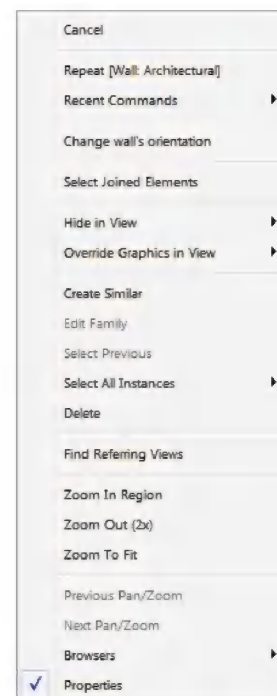 Cancel
Repeat [Wall: Architectural]
Recent Commands
Change wall's orientation
Select Joined Elements
Hide in View
Override Graphics in View
Create Similar
Edit Family
Select Previous
Select All Instances
Delete
Find Referring Views
Zoom In Region
Zoom Out (2x)
Zoom To Fit
Previous Pan/Zoom
Next Pan/Zoom
Browsers
Properties